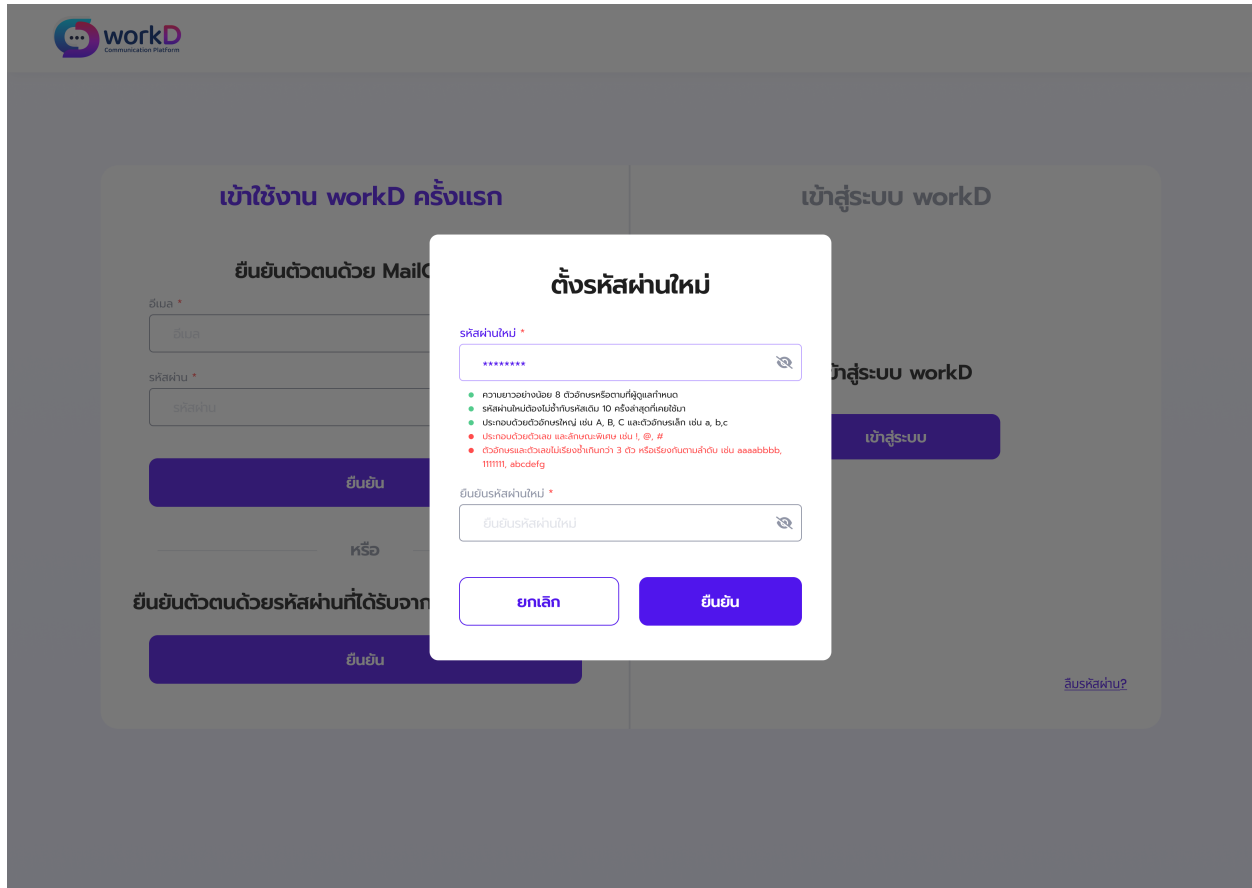 workD
Communication Platform
เข้าใช้งาน workD ครั้งแรก
เข้าสู่ระบบ workD
ยืนยันตัวตนด้วย Mail
อีเมล *
อีเมล
รหัสผ่าน *
รหัสผ่าน
ยืนยัน
หรือ
ยืนยันตัวตนด้วยรหัสผ่านที่ได้รับจาก
ยืนยัน
ตั้งรหัสผ่านใหม่
รหัสผ่านใหม่ *
********
ความยาวอย่างน้อย 8 ตัวอักษรหรือตามที่ผู้ดูแลกำหนด
รหัสผ่านใหม่ต้องไม่ซ้ำกับรหัสเดิม 10 ครั้งล่าสุดที่เคยใช้มา
ประกอบด้วยตัวอักษรใหญ่ เช่น A, B, C และตัวอักษรเล็ก เช่น a, b,c
ประกอบด้วยตัวเลข และลักษณะพิเศษ เช่น !, @, #
ตัวอักษรและตัวเลขไม่เรียงซ้ำเกินกว่า 3 ตัว หรือเรียงกันตามลำดับ เช่น aaaabbbb,
1111111, abcdefg
ยืนยันรหัสผ่านใหม่ *
ยืนยันรหัสผ่านใหม่
ยกเลิก
ยืนยัน
เข้าสู่ระบบ workD
เข้าสู่ระบบ
ลืมรหัสผ่าน?